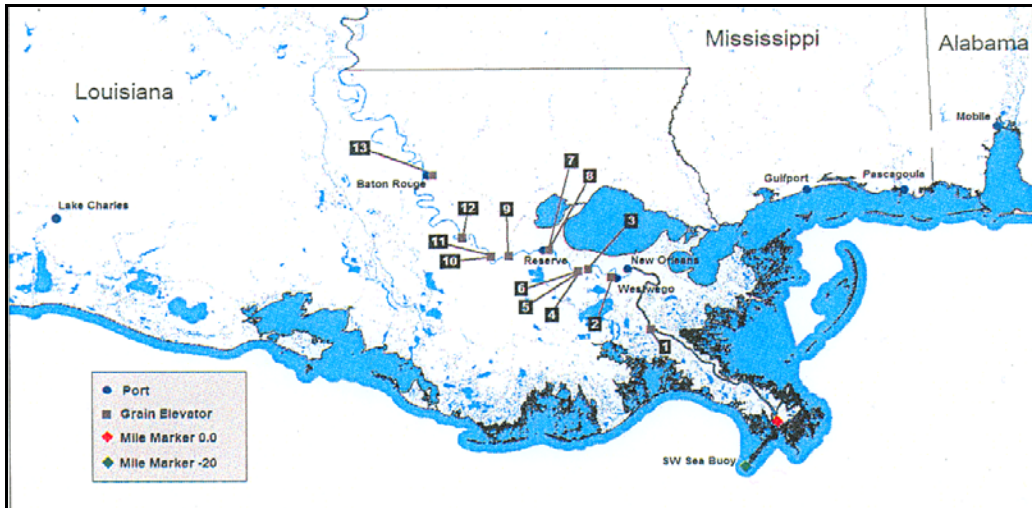 Mississippi
Alabama
Louisiana
Mobile
7
13
8
Baton Rouge
Gulfport
Pascagoula
Lake Charles
12
9
3
11
10
Reserve
New Orleans
6
Westwego
5
4
2
1
Port
Grain Elevator
Mile Marker 0.0
Mile Marker -20
SW Sea Buoy